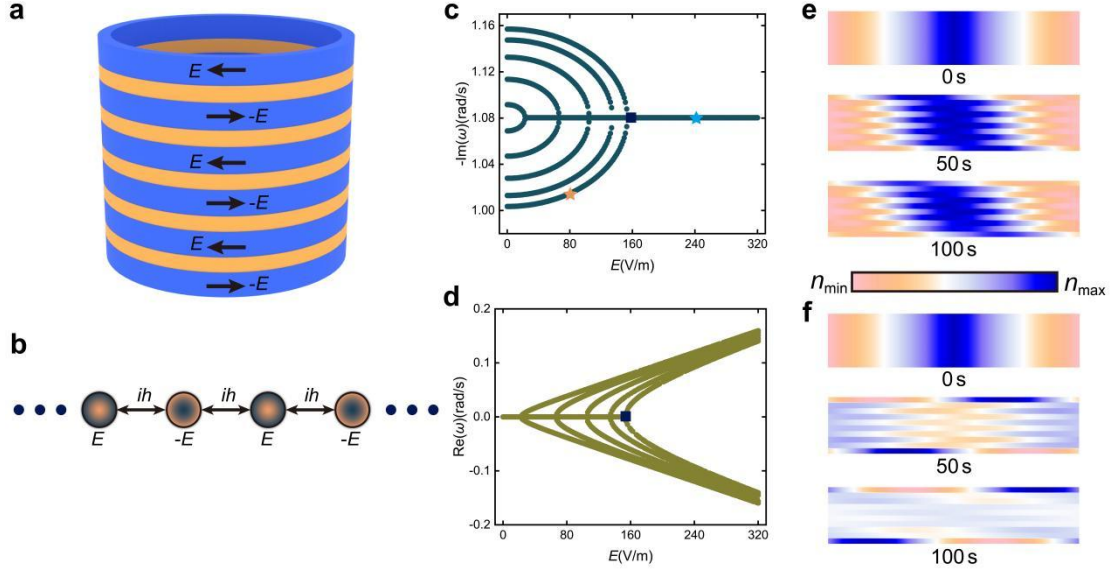 a
E
-E
E
-E
E
-E
b
ih
ih
ih
E
-E
E
-E
c
-Im(ω)(rad/s)
1.16
1.12
1.08
1.04
1.00
0
80
160
240
320
E(V/m)
d
Re(ω)(rad/s)
0.2
0.1
0.0
-0.1
-0.2
0
80
160
240
320
E(V/m)
e
0 s
50 s
100 s
nmin
nmax
f
0 s
50 s
100 s